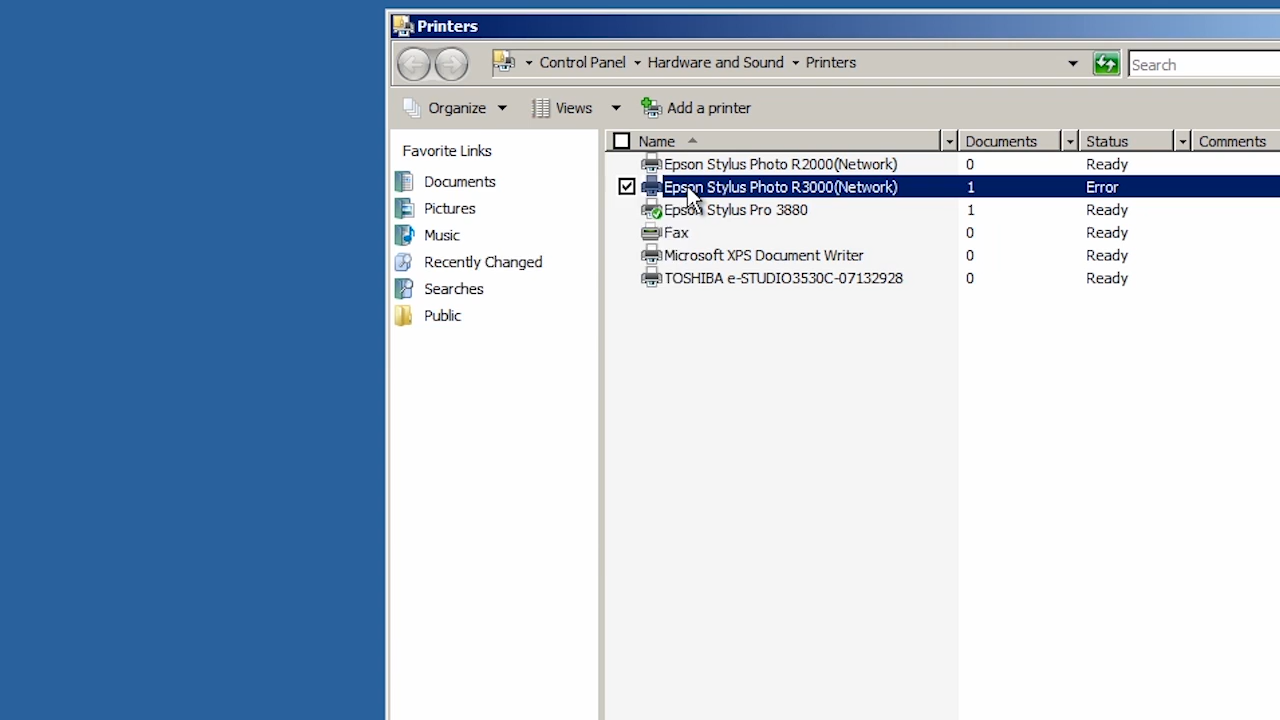 Printers
Control Panel Hardware and Sound Printers Search
Organize Views Add a printer
Favorite Links
Documents
Pictures
Music
Recently Changed
Searches
Public
Name Documents Status Comments
Epson Stylus Photo R2000(Network) 0 Ready
Epson Stylus Photo R3000(Network) 1 Error
Epson Stylus Pro 3880 1 Ready
Fax 0 Ready
Microsoft XPS Document Writer 0 Ready
TOSHIBA e-STUDIO3530C-07132928 0 Ready